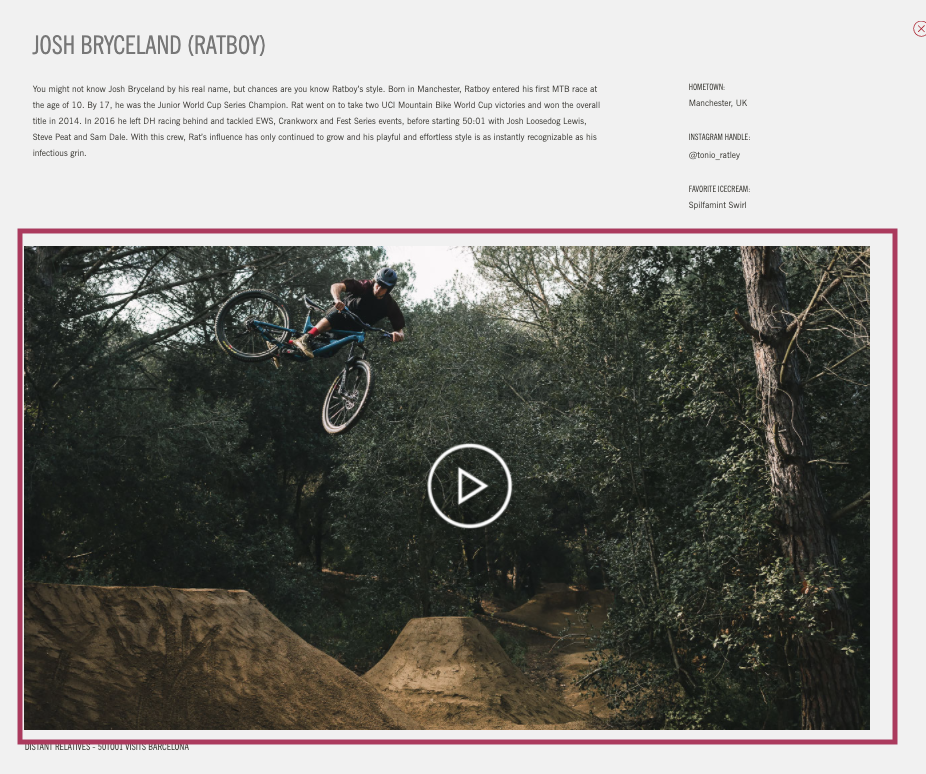 JOSH BRYCELAND (RATBOY)
You might not know Josh Bryceland by his real name, but chances are you know Ratboy's style. Born in Manchester, Ratboy entered his first MTB race at
the age of 10. By 17, he was the Junior World Cup Series Champion. Rat went on to take two UCI Mountain Bike World Cup victories and won the overall
title in 2014. In 2016 he left DH racing behind and tackled EWS, Crankworx and Fest Series events, before starting 50:01 with Josh Loosedog Lewis,
Steve Peat and Sam Dale. With this crew, Rat's influence has only continued to grow and his playful and effortless style is as instantly recognizable as his
infectious grin.
HOMETOWN:
Manchester, UK
INSTAGRAM HANDLE:
@tonio_ratley
FAVORITE ICECREAM:
Spilfamint Swirl
DISTANT RELATIVES - 50TO01 VISITS BARCELONA